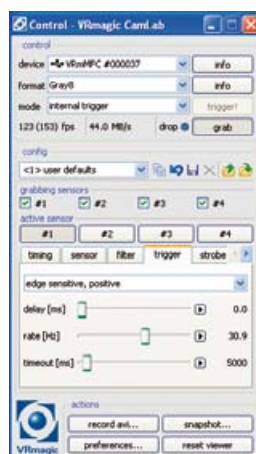 Control - VRmagic CamLab
control
device VRmMFC #000037 info
format Gray8 info
mode internal trigger trigger!
123 (153) fps 44.0 MB/s drop grab
config
<1> user defaults
grabbing sensors
#1 #2 #3 #4
active sensor
#1 #2 #3 #4
timing sensor filter trigger strobe
edge sensitive, positive
delay [ms] 0.0
rate [Hz] 30.9
timeout [ms] 5000
actions
record avi... snapshot...
VRmagic preferences... reset viewer